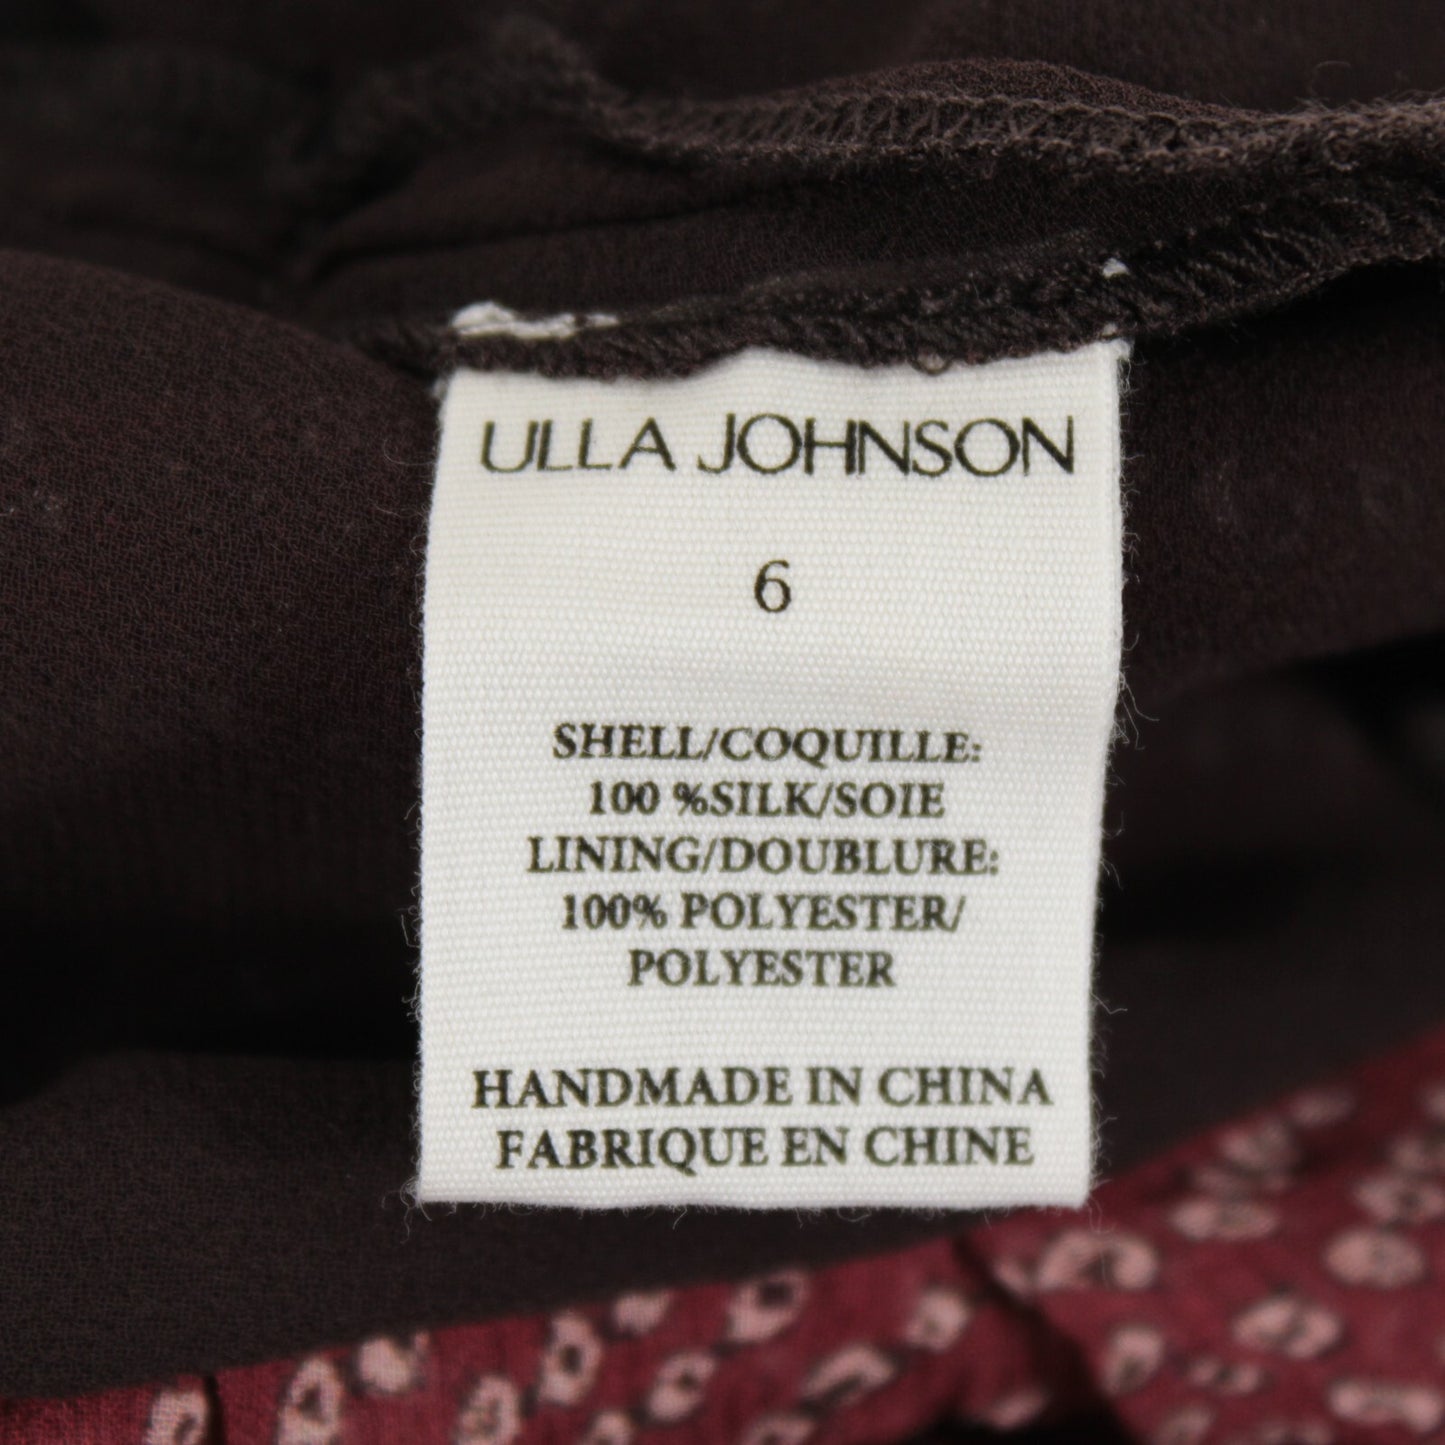 ULLA JOHNSON
6
SHELL/COQUILLE:
100 %SILK/SOIE
LINING/DOUBLURE:
100% POLYESTER/
POLYESTER
HANDMADE IN CHINA
FABRIQUE EN CHINE